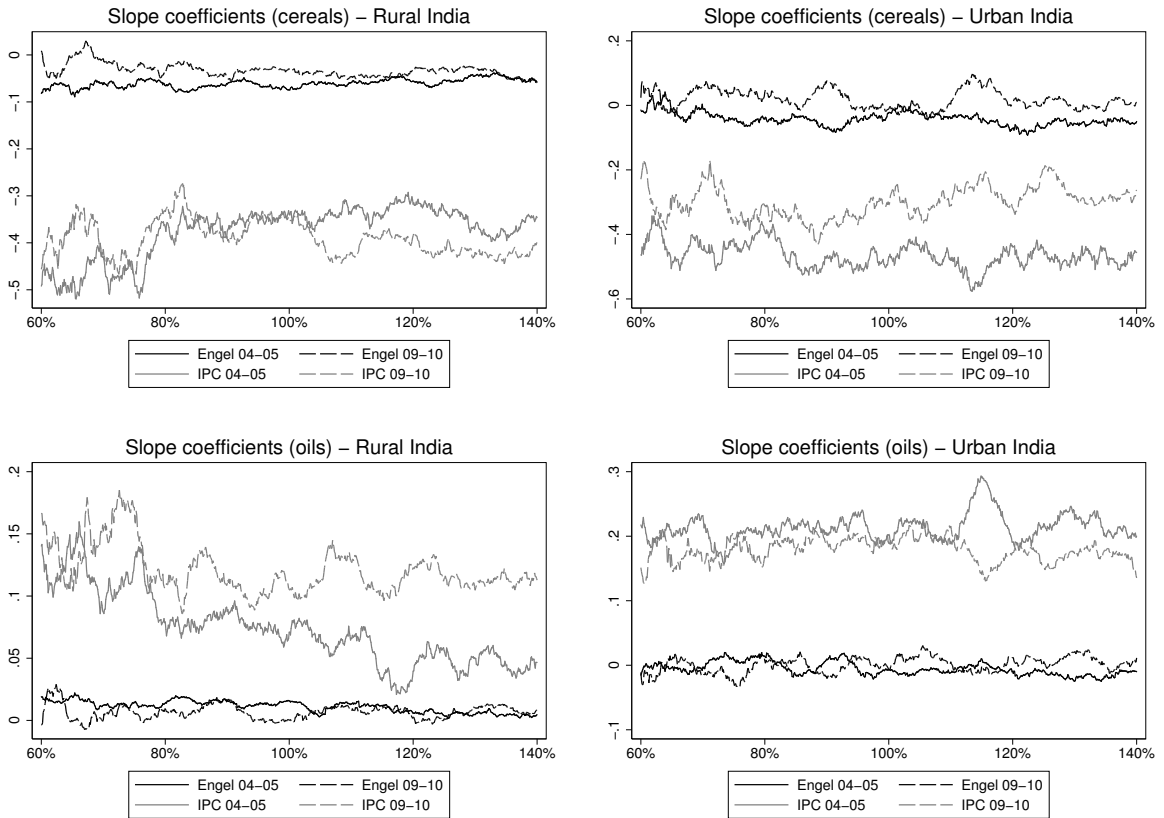 Slope coefficients (cereals) − Rural India
0
−.1
−.2
−.3
−.4
−.5
60% 80% 100% 120% 140%
Engel 04−05 Engel 09−10
IPC 04−05 IPC 09−10
Slope coefficients (cereals) − Urban India
.2
0
−.2
−.4
−.6
60% 80% 100% 120% 140%
Engel 04−05 Engel 09−10
IPC 04−05 IPC 09−10
Slope coefficients (oils) − Rural India
.2
.15
.1
.05
0
60% 80% 100% 120% 140%
Engel 04−05 Engel 09−10
IPC 04−05 IPC 09−10
Slope coefficients (oils) − Urban India
.3
.2
.1
0
−.1
60% 80% 100% 120% 140%
Engel 04−05 Engel 09−10
IPC 04−05 IPC 09−10